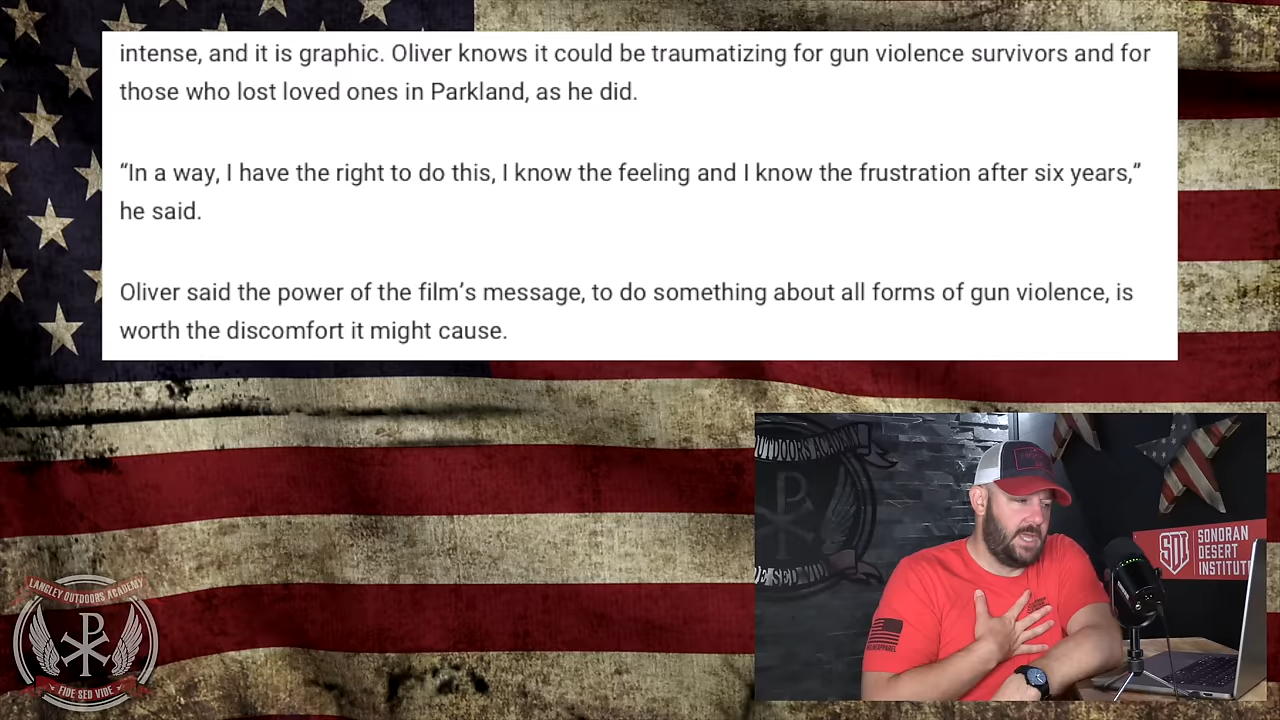 intense, and it is graphic. Oliver knows it could be traumatizing for gun violence survivors and for
those who lost loved ones in Parkland, as he did.
“In a way, I have the right to do this, I know the feeling and I know the frustration after six years,”
he said.
Oliver said the power of the film’s message, to do something about all forms of gun violence, is
worth the discomfort it might cause.
OUTDOORS ACADEMY
SDI
SONORAN
DESERT
INSTITUTE
LANGLEY OUTDOORS ACADEMY
FIDE SED VIDE